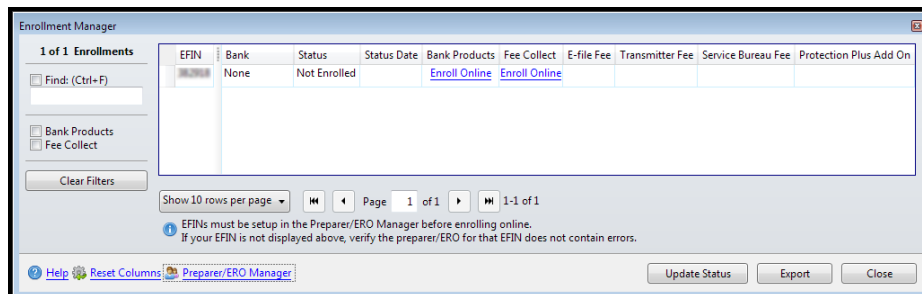 Enrollment Manager
1 of 1 Enrollments
Find: (Ctrl+F)
Bank Products
Fee Collect
Clear Filters
EFIN Bank Status Status Date Bank Products Fee Collect E-file Fee Transmitter Fee Service Bureau Fee Protection Plus Add On
None Not Enrolled Enroll Online Enroll Online
Show 10 rows per page Page 1 of 1 1-1 of 1
EFINs must be setup in the Preparer/ERO Manager before enrolling online.
If your EFIN is not displayed above, verify the preparer/ERO for that EFIN does not contain errors.
Help Reset Columns Preparer/ERO Manager Update Status Export Close